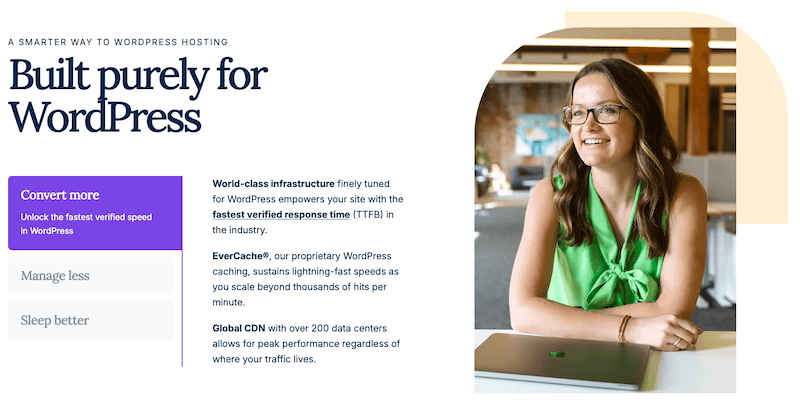 A SMARTER WAY TO WORDPRESS HOSTING
Built purely for
WordPress
Convert more
Unlock the fastest verified speed
in WordPress
Manage less
Sleep better
World-class infrastructure finely tuned
for WordPress empowers your site with the
fastest verified response time (TTFB) in
the industry.
EverCache®, our proprietary WordPress
caching, sustains lightning-fast speeds as
you scale beyond thousands of hits per
minute.
Global CDN with over 200 data centers
allows for peak performance regardless of
where your traffic lives.